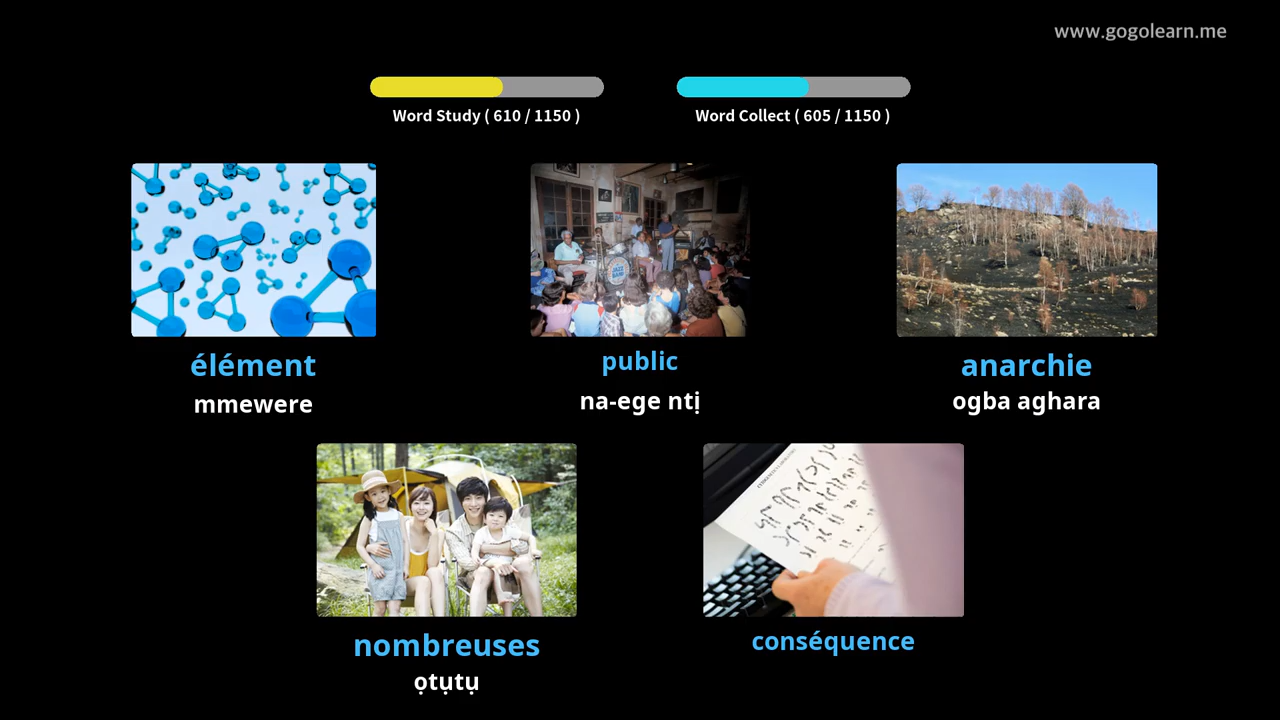 www.gogolearn.me
Word Study ( 610 / 1150 )
Word Collect ( 605 / 1150 )
élément
mmewere
public
na-ege ntị
anarchie
ogba aghara
nombreuses
ọtụtụ
conséquence